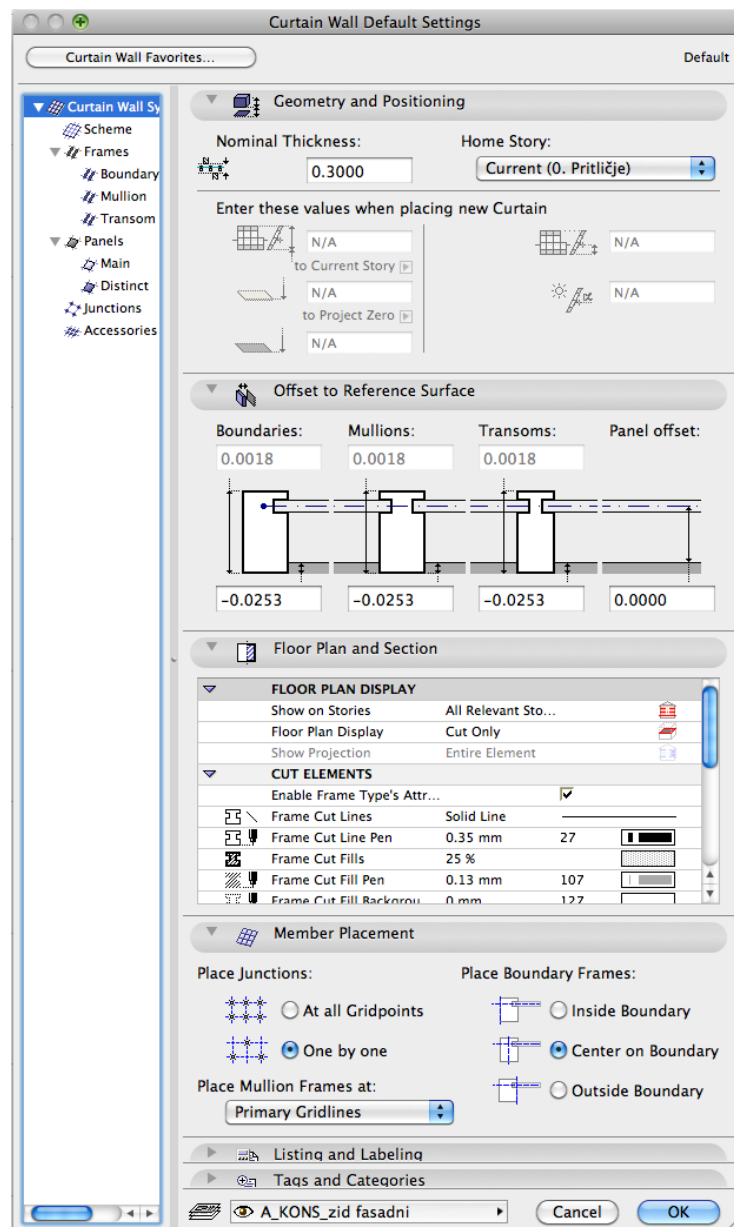 Curtain Wall Default Settings
Curtain Wall Favorites...
Default
Curtain Wall Sy
Scheme
Frames
Boundary
Mullion
Transom
Panels
Main
Distinct
Junctions
Accessories
Geometry and Positioning
Nominal Thickness: Home Story:
0.3000 Current (0. Pritličje)
Enter these values when placing new Curtain
N/A N/A
to Current Story
N/A N/A
to Project Zero
N/A
Offset to Reference Surface
Boundaries: Mullions: Transoms: Panel offset:
0.0018 0.0018 0.0018
-0.0253 -0.0253 -0.0253 0.0000
Floor Plan and Section
FLOOR PLAN DISPLAY
Show on Stories All Relevant Sto...
Floor Plan Display Cut Only
Show Projection Entire Element
CUT ELEMENTS
Enable Frame Type's Attr...
Frame Cut Lines Solid Line
Frame Cut Line Pen 0.35 mm 27
Frame Cut Fills 25 %
Frame Cut Fill Pen 0.13 mm 107
Frame Cut Fill Backgrou 0 mm 127
Member Placement
Place Junctions: Place Boundary Frames:
At all Gridpoints Inside Boundary
One by one Center on Boundary
Place Mullion Frames at: Outside Boundary
Primary Gridlines
Listing and Labeling
Tags and Categories
A_KONS_zid fasadni Cancel OK